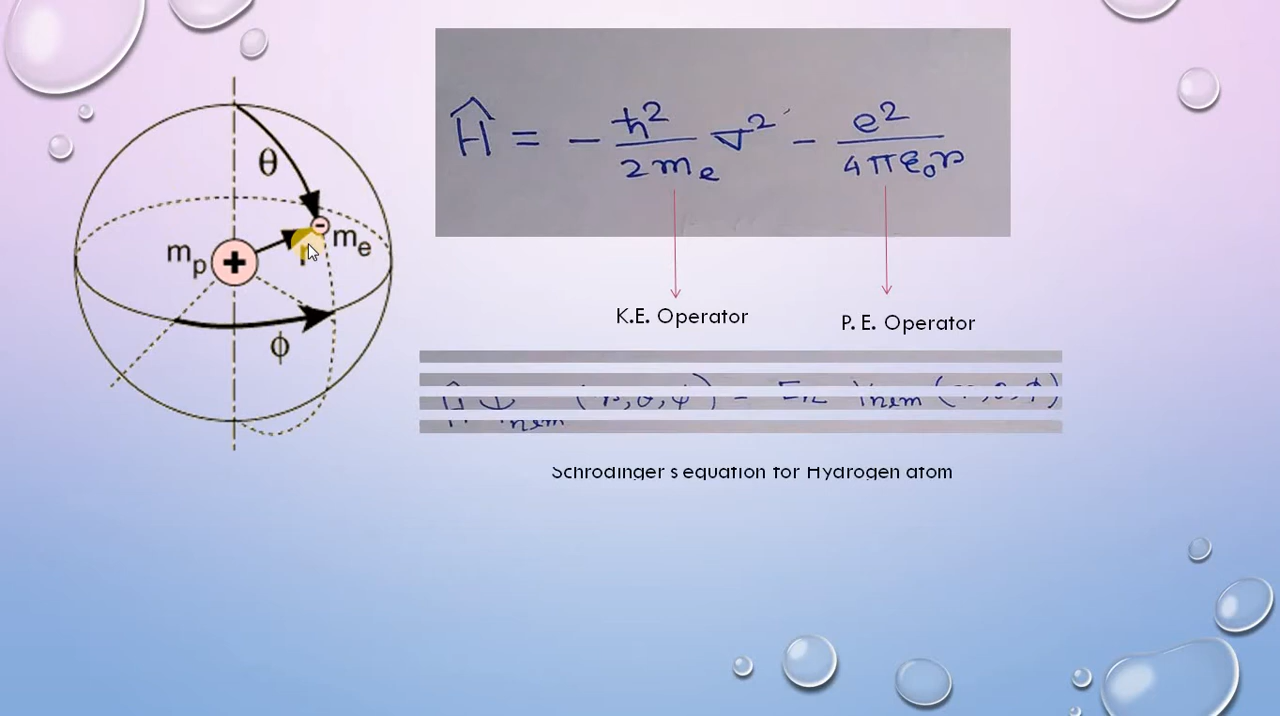 θ
m_p + r - m_e
ϕ
Ĥ = - ħ²/2m_e ∇² - e²/4πε₀r
K.E. Operator
P. E. Operator
Schrodinger's equation for Hydrogen atom